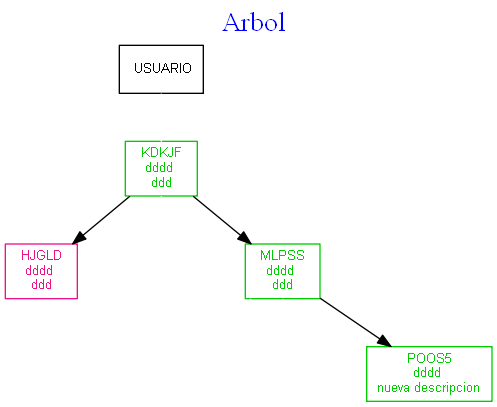 Arbol
USUARIO
KDKJF
dddd
ddd
HJGLD
dddd
ddd
MLPSS
dddd
ddd
POOS5
dddd
nueva descripcion